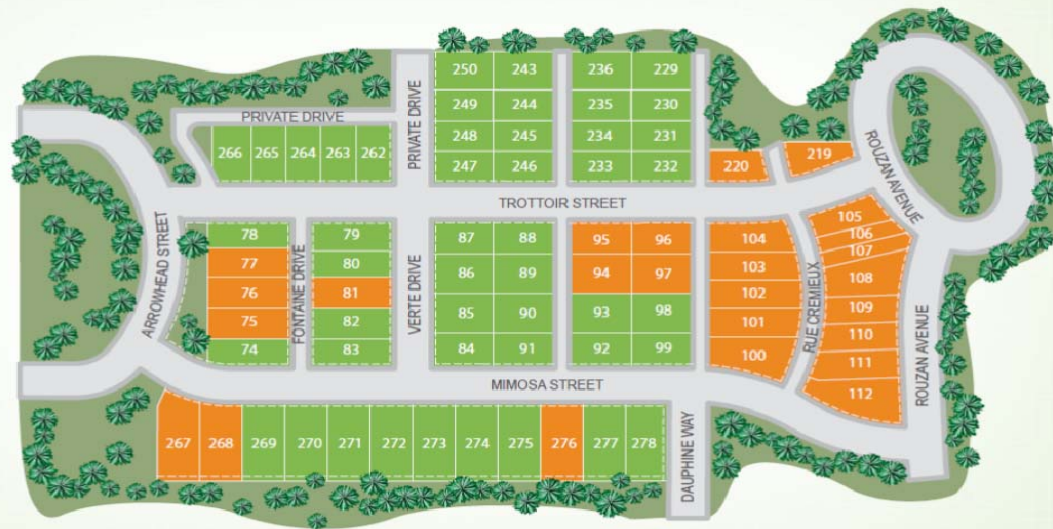 250 243 236 229
249 244 235 230
PRIVATE DRIVE
PRIVATE DRIVE
248 245 234 231
266 265 264 263 262
247 246 233 232
220
219
ROUZAN AVENUE
TROTTOIR STREET
ARROWHEAD STREET
78
77
76
75
74
FONTAINE DRIVE
79
80
81
82
83
VERTE DRIVE
87 88
86 89
85 90
84 91
95 96
94 97
93 98
92 99
104
103
102
101
100
RUE CREMIEUX
105
106
107
108
109
110
111
112
ROUZAN AVENUE
MIMOSA STREET
267 268 269 270 271 272 273 274 275 276 277 278
DAUPHINE WAY